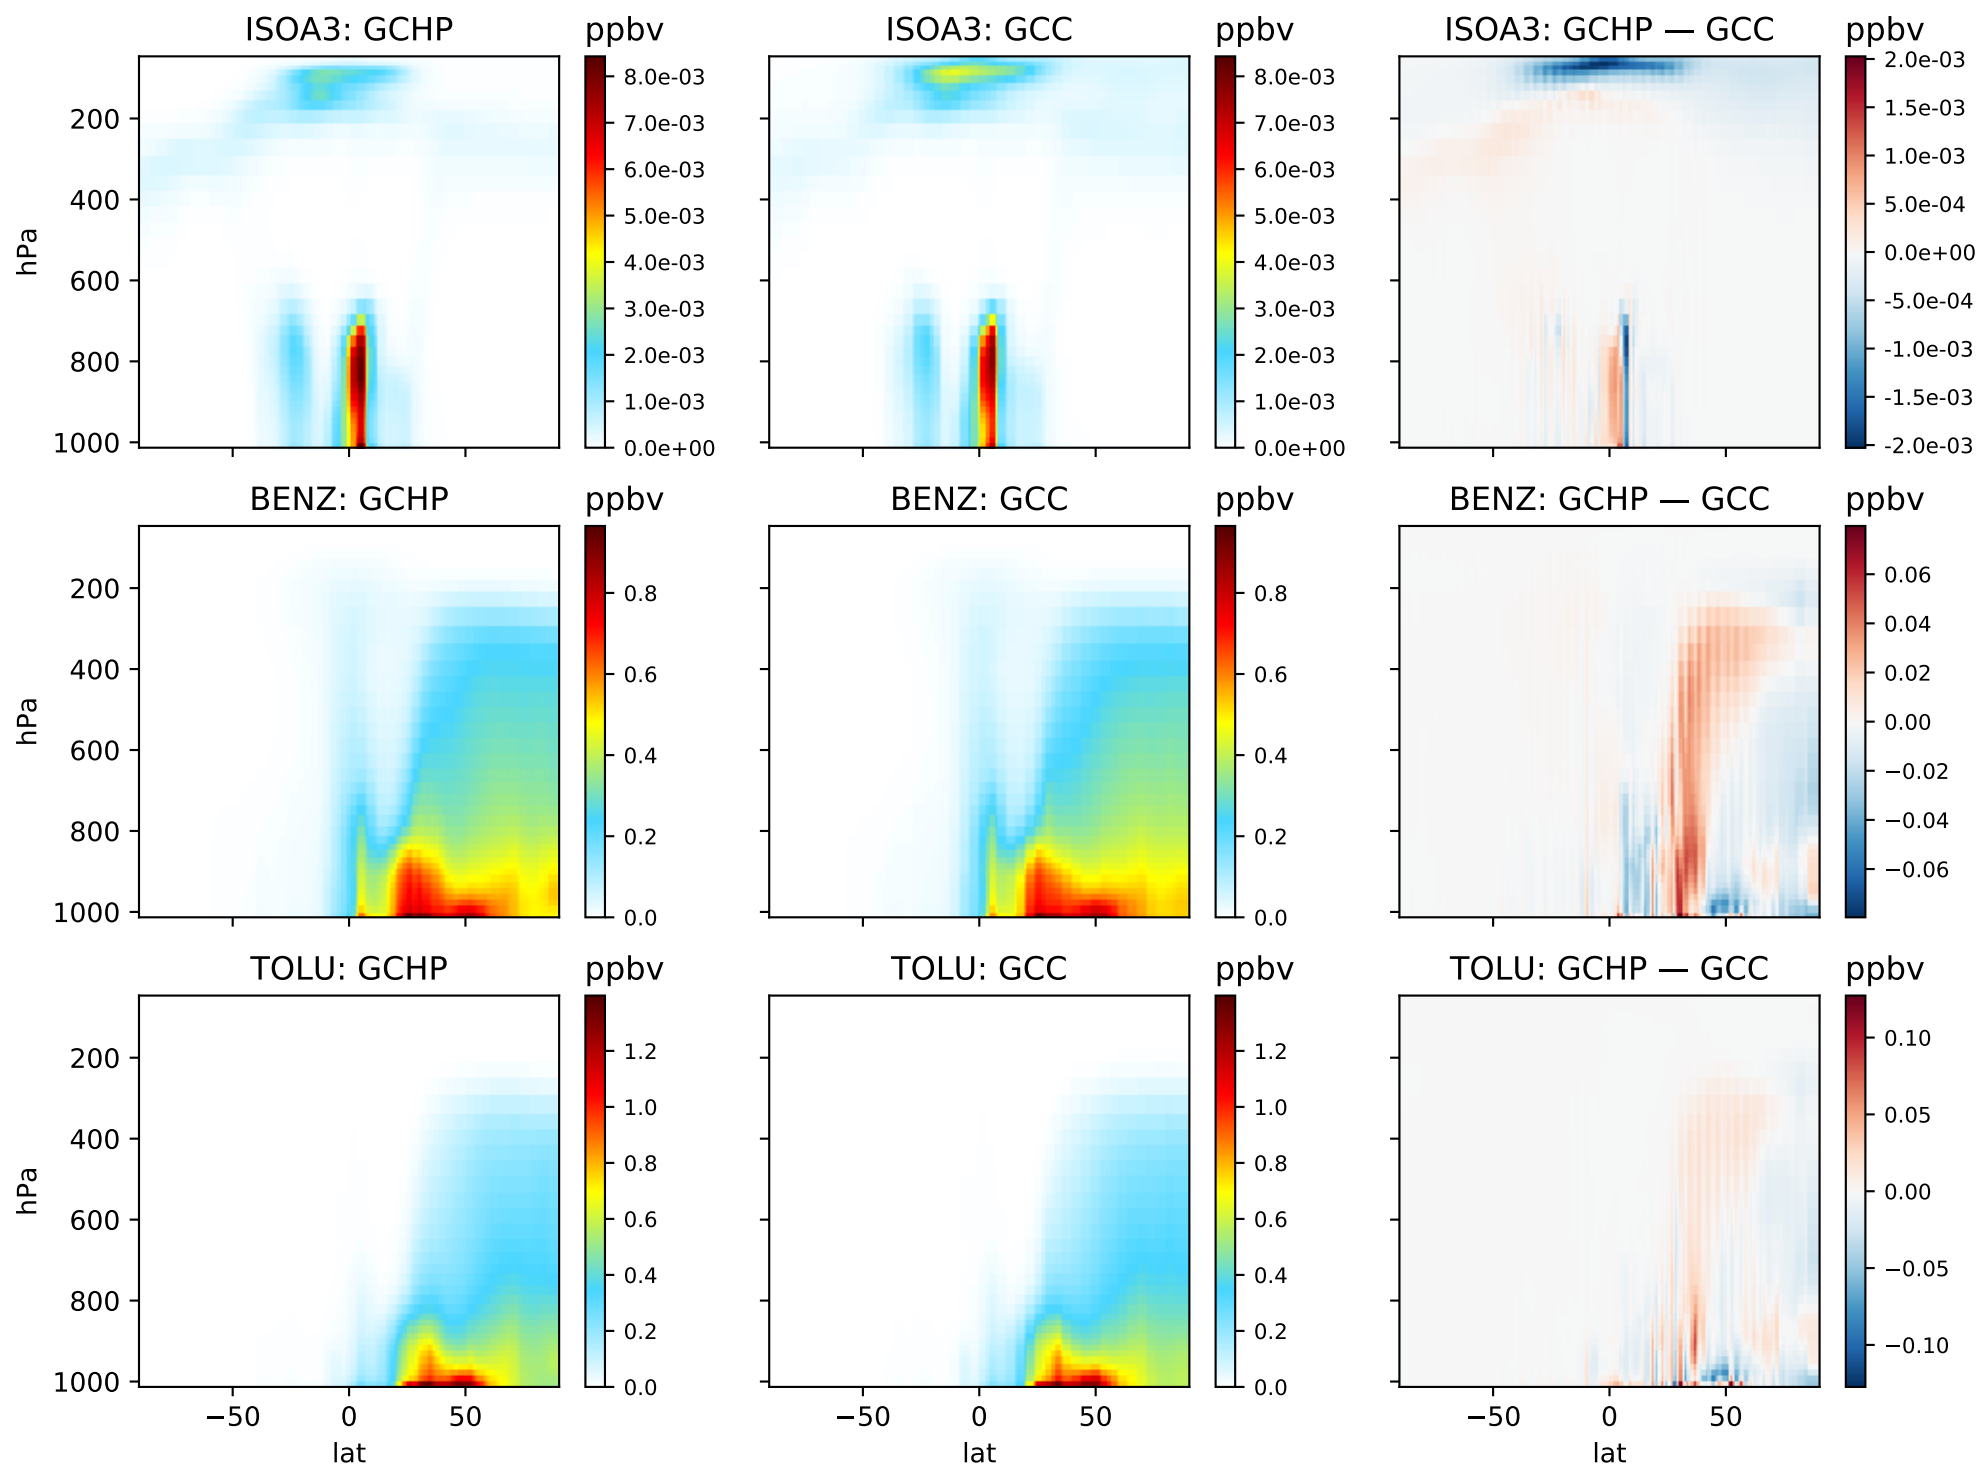 ISOA3: GCHP ppbv ISOA3: GCC ppbv ISOA3: GCHP — GCC ppbv
200
400
600
800
1000
hPa
8.0e-03
7.0e-03
6.0e-03
5.0e-03
4.0e-03
3.0e-03
2.0e-03
1.0e-03
0.0e+00
8.0e-03
7.0e-03
6.0e-03
5.0e-03
4.0e-03
3.0e-03
2.0e-03
1.0e-03
0.0e+00
2.0e-03
1.5e-03
1.0e-03
5.0e-04
0.0e+00
-5.0e-04
-1.0e-03
-1.5e-03
-2.0e-03
BENZ: GCHP ppbv BENZ: GCC ppbv BENZ: GCHP — GCC ppbv
200
400
600
800
1000
hPa
0.8
0.6
0.4
0.2
0.0
0.8
0.6
0.4
0.2
0.0
0.06
0.04
0.02
0.00
−0.02
−0.04
−0.06
TOLU: GCHP ppbv TOLU: GCC ppbv TOLU: GCHP — GCC ppbv
200
400
600
800
1000
hPa
1.2
1.0
0.8
0.6
0.4
0.2
0.0
1.2
1.0
0.8
0.6
0.4
0.2
0.0
0.10
0.05
0.00
−0.05
−0.10
−50 0 50 −50 0 50 −50 0 50
lat lat lat